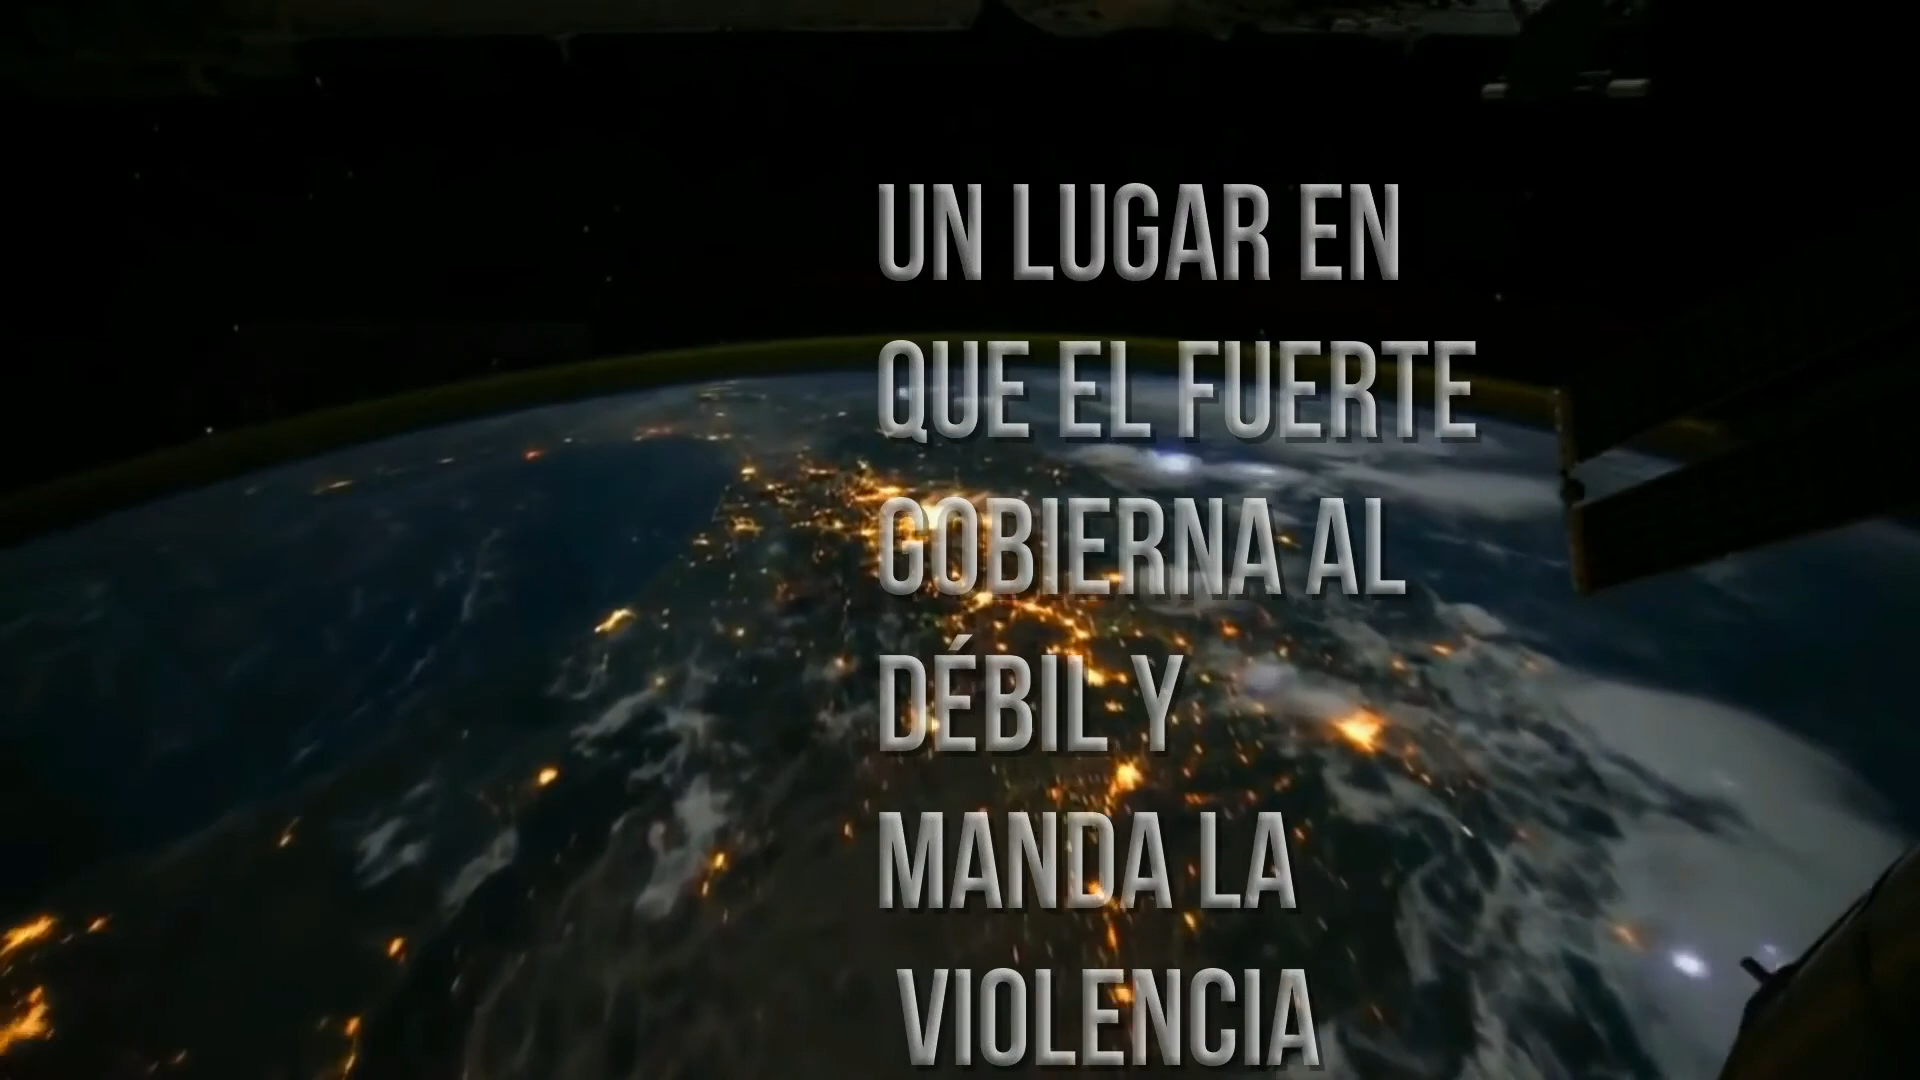 UN LUGAR EN
QUE EL FUERTE
GOBIERNA AL
DÉBIL Y
MANDA LA
VIOLENCIA